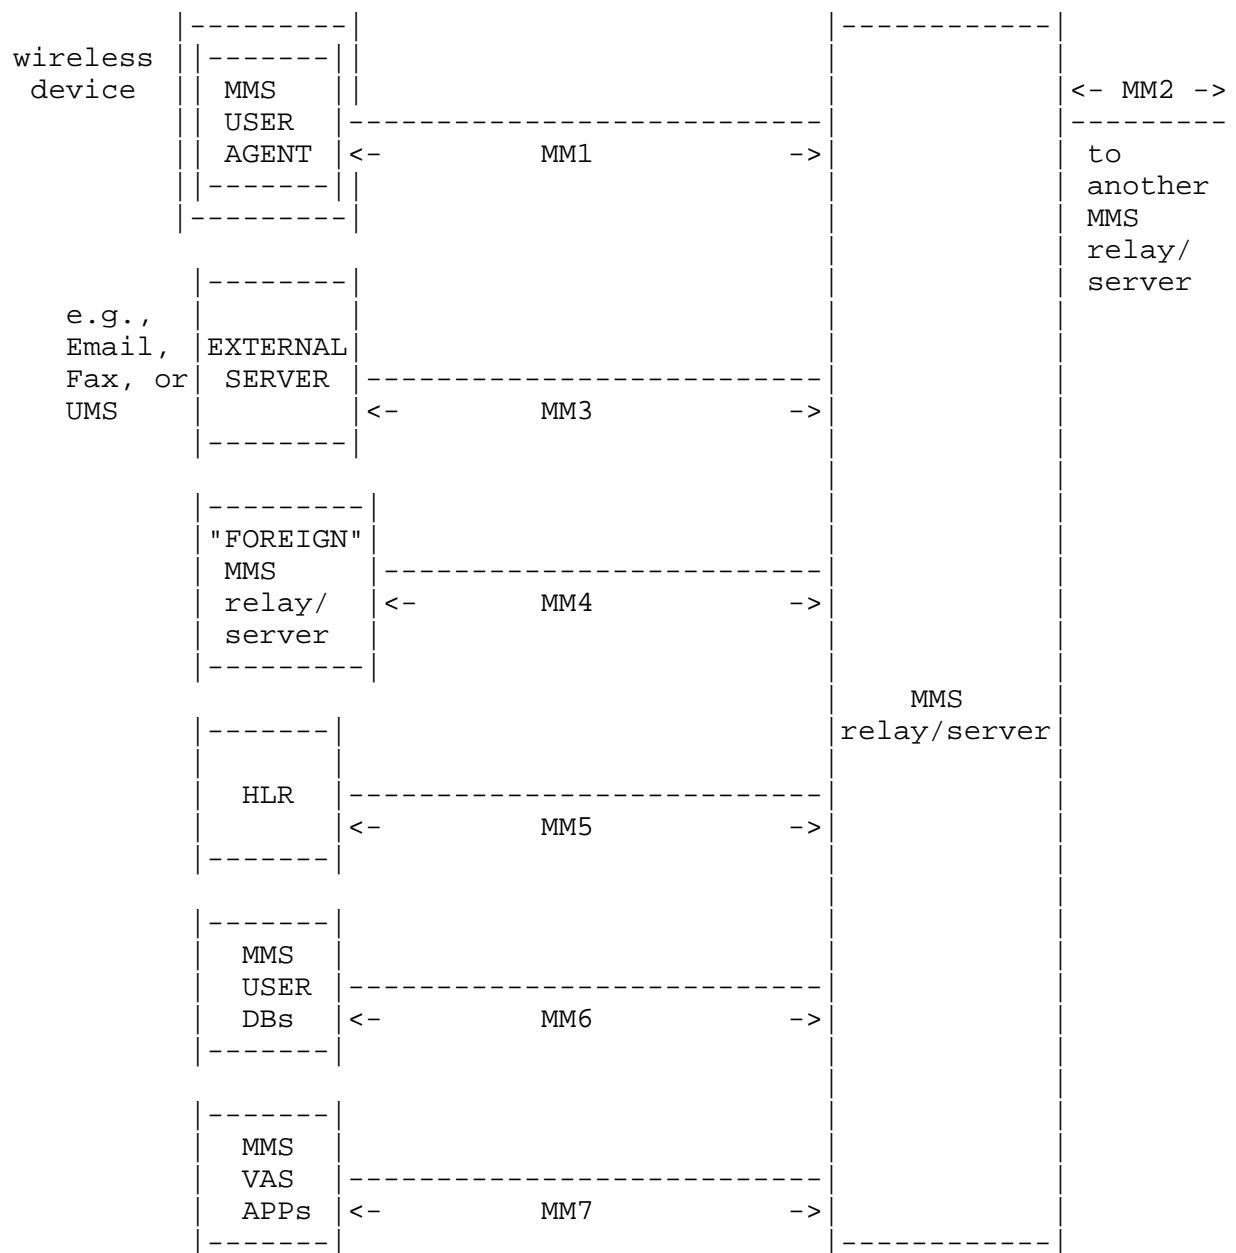 wireless
device
MMS
USER
AGENT
<- MM1 ->
<- MM2 ->
to
another
MMS
relay/
server
e.g.,
Email,
Fax, or
UMS
EXTERNAL
SERVER
<- MM3 ->
"FOREIGN"
MMS
relay/
server
<- MM4 ->
MMS
relay/server
HLR
<- MM5 ->
MMS
USER
DBs
<- MM6 ->
MMS
VAS
APPs
<- MM7 ->